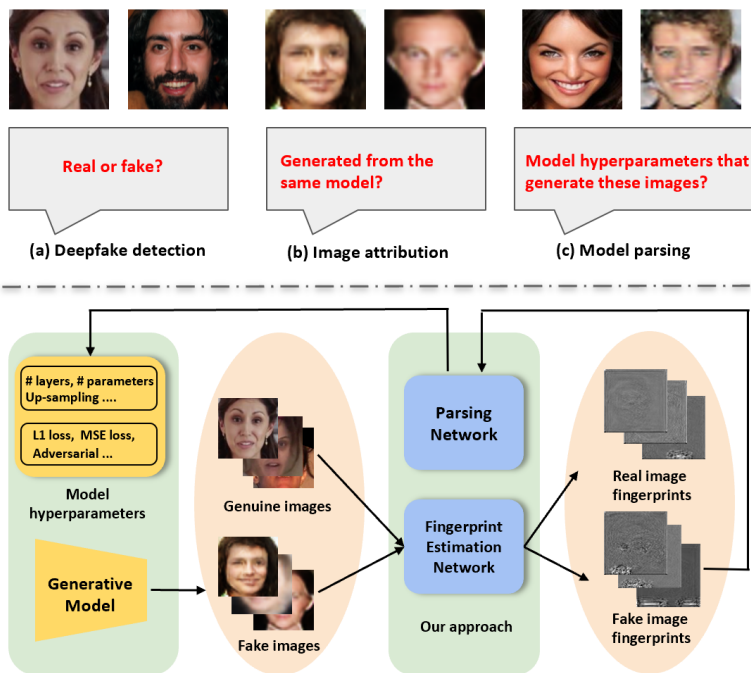 Real or fake?
Generated from the
same model?
Model hyperparameters that
generate these images?
(a) Deepfake detection
(b) Image attribution
(c) Model parsing
# layers, # parameters
Up-sampling ....
L1 loss, MSE loss,
Adversarial ...
Model
hyperparameters
Generative
Model
Genuine images
Fake images
Parsing
Network
Fingerprint
Estimation
Network
Our approach
Real image
fingerprints
Fake image
fingerprints